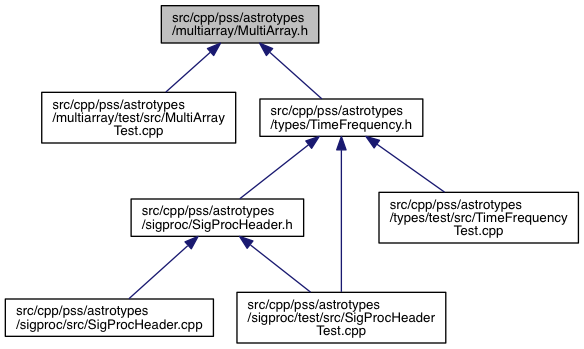 src/cpp/pss/astrotypes
/multiarray/MultiArray.h
src/cpp/pss/astrotypes
/multiarray/test/src/MultiArray
Test.cpp
src/cpp/pss/astrotypes
/types/TimeFrequency.h
src/cpp/pss/astrotypes
/sigproc/SigProcHeader.h
src/cpp/pss/astrotypes
/types/test/src/TimeFrequency
Test.cpp
src/cpp/pss/astrotypes
/sigproc/src/SigProcHeader.cpp
src/cpp/pss/astrotypes
/sigproc/test/src/SigProcHeader
Test.cpp